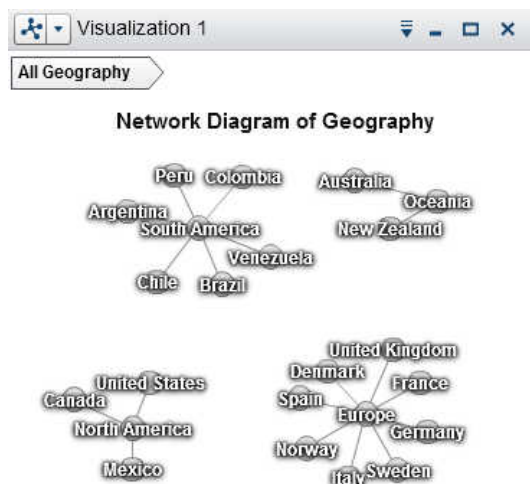 Visualization 1
All Geography
Network Diagram of Geography
Peru
Colombia
Argentina
South America
Venezuela
Chile
Brazil
Australia
Oceania
New Zealand
United States
Canada
North America
Mexico
United Kingdom
Denmark
France
Spain
Europe
Germany
Norway
Italy
Sweden